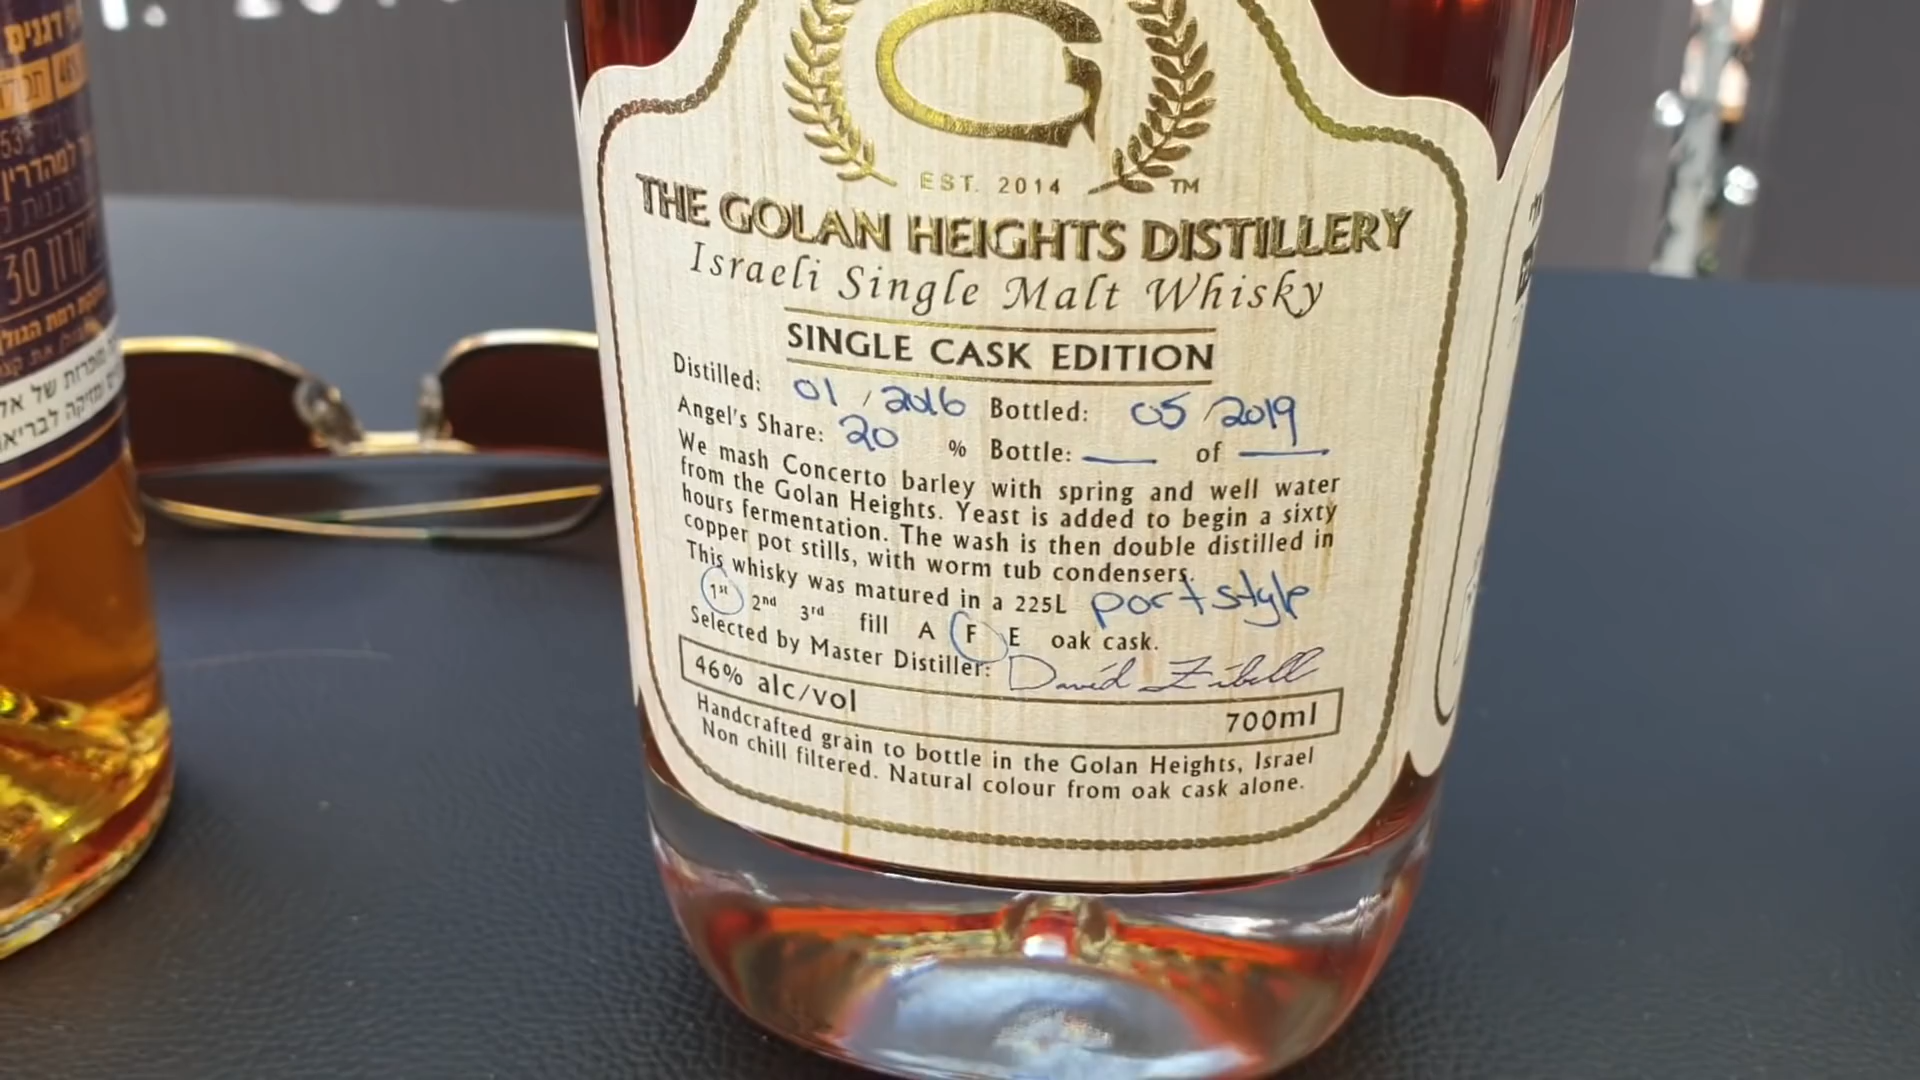 EST. 2014
TM
THE GOLAN HEIGHTS DISTILLERY
Israeli Single Malt Whisky
SINGLE CASK EDITION
Distilled: 01 / 2016 Bottled: 05 / 2019
Angel's Share: 20 % Bottle: __ of __
We mash Concerto barley with spring and well water
from the Golan Heights. Yeast is added to begin a sixty
hours fermentation. The wash is then double distilled in
copper pot stills, with worm tub condensers.
This whisky was matured in a 225L port style
1st 2nd 3rd fill A F E oak cask.
Selected by Master Distiller: David Zibell
46% alc/vol 700ml
Handcrafted grain to bottle in the Golan Heights, Israel
Non chill filtered. Natural colour from oak cask alone.
דגנים
למהדרין
30
של